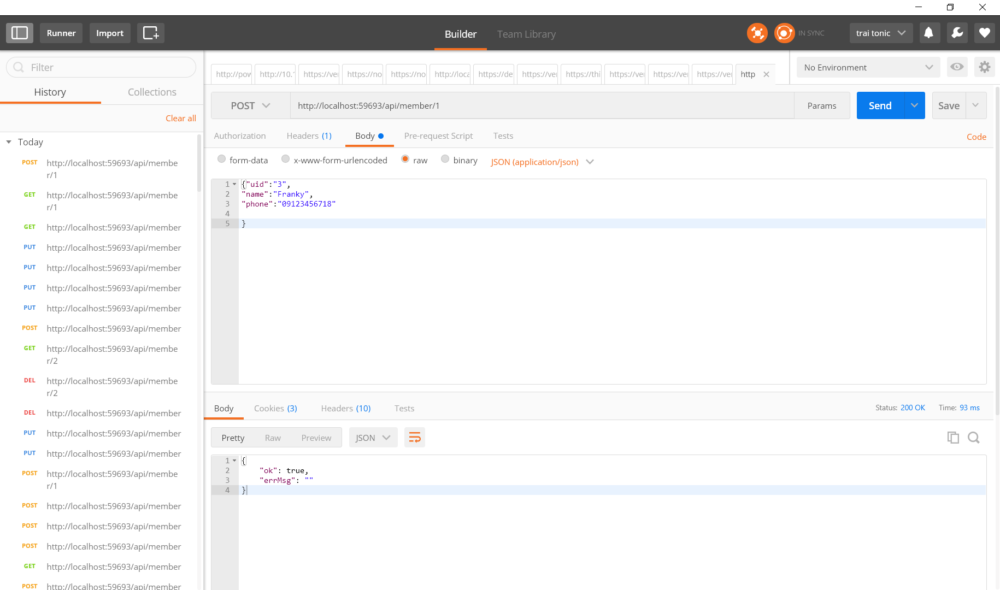 Runner
Import
Builder
Team Library
IN SYNC
trai tonic
Filter
History
Collections
Clear all
Today
POST http://localhost:59693/api/membe
r/1
GET http://localhost:59693/api/membe
r/1
GET http://localhost:59693/api/member
PUT http://localhost:59693/api/member
PUT http://localhost:59693/api/member
PUT http://localhost:59693/api/member
PUT http://localhost:59693/api/member
POST http://localhost:59693/api/member
GET http://localhost:59693/api/membe
r/2
DEL http://localhost:59693/api/membe
r/2
DEL http://localhost:59693/api/member
PUT http://localhost:59693/api/member
PUT http://localhost:59693/api/member
POST http://localhost:59693/api/membe
r/1
POST http://localhost:59693/api/member
POST http://localhost:59693/api/member
POST http://localhost:59693/api/member
GET http://localhost:59693/api/member
POST http://localhost:59693/api/member
http://pow http://10.1 https://ver https://no https://no http://loca https://de https://ver https://thi https://ver https://ver https://ver http
No Environment
POST http://localhost:59693/api/member/1 Params Send Save
Authorization Headers (1) Body Pre-request Script Tests Code
form-data x-www-form-urlencoded raw binary JSON (application/json)
1 {"uid":"3",
2 "name":"Franky",
3 "phone":"09123456718"
4
5 }
Body Cookies (3) Headers (10) Tests Status: 200 OK Time: 93 ms
Pretty Raw Preview JSON
1 {
2 "ok": true,
3 "errMsg": ""
4 }